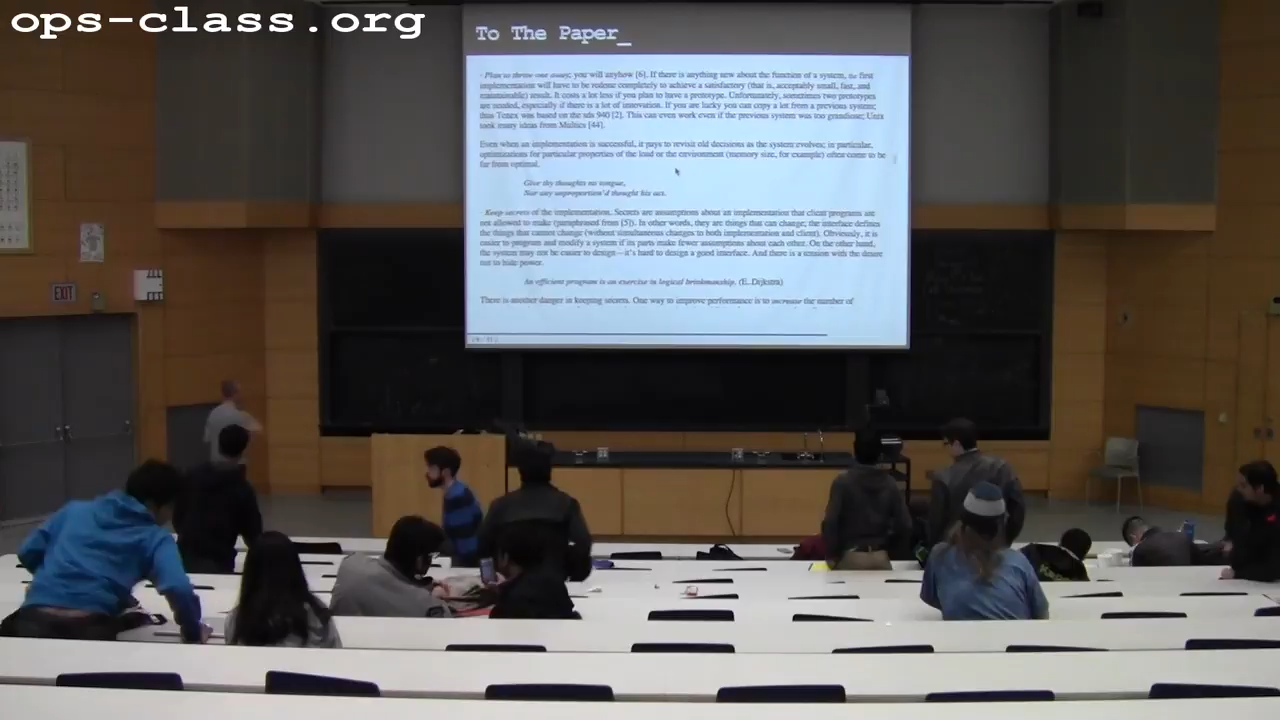 ops-class.org
To The Paper_
Plan to throw one away; you will anyhow [6]. If there is anything new about the function of a system, the first
implementation will have to be redone completely to achieve a satisfactory (that is, acceptably small, fast, and
maintainable) result. It costs a lot less if you plan to have a prototype. Unfortunately, sometimes two prototypes
are needed, especially if there is a lot of innovation. If you are lucky you can copy a lot from a previous system;
thus Tenex was based on the sds 940 [2]. This can even work even if the previous system was too grandiose; Unix
took many ideas from Multics [44].
Even when an implementation is successful, it pays to revisit old decisions as the system evolves; in particular,
optimizations for particular properties of the load or the environment (memory size, for example) often come to be
far from optimal.
Give thy thoughts no tongue,
Nor any unproportion'd thought his act.
Keep secrets of the implementation. Secrets are assumptions about an implementation that client programs are
not allowed to make (paraphrased from [5]). In other words, they are things that can change; the interface defines
the things that cannot change (without simultaneous changes to both implementation and client). Obviously, it is
easier to program and modify a system if its parts make fewer assumptions about each other. On the other hand,
the system may not be easier to design—it's hard to design a good interface. And there is a tension with the desire
not to hide power.
An efficient program is an exercise in logical brinkmanship. (E. Dijkstra)
There is another danger in keeping secrets. One way to improve performance is to increase the number of
EXIT